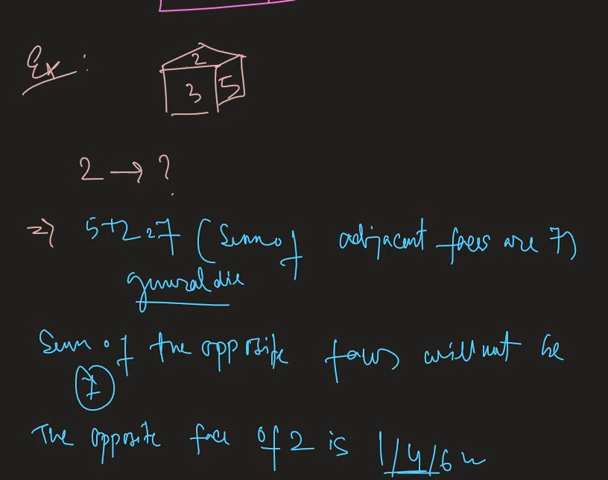 Ex :
2
3 5
2 → ?
⇒ 5+2=7 (Sum of adjacent faces are 7)
general die
Sum of the opposite faces will not be
7
The opposite face of 2 is 1/4/6